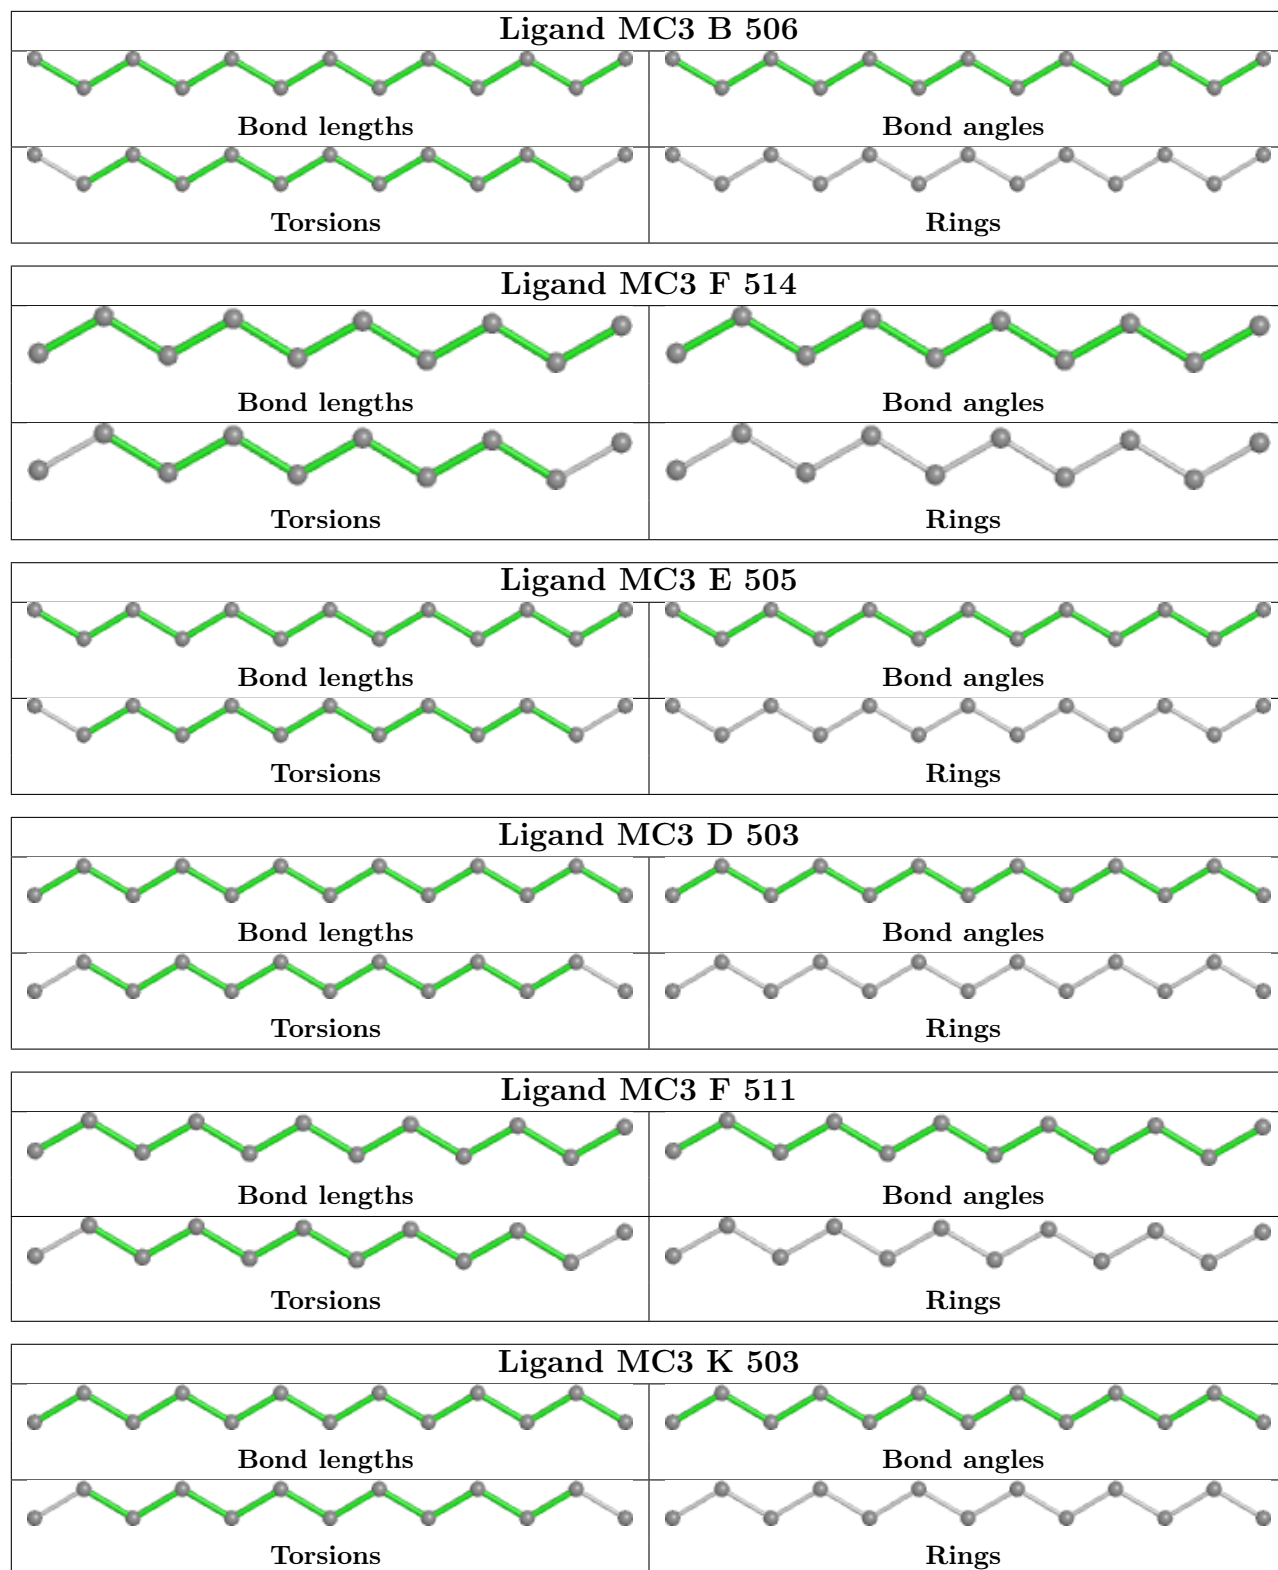 Ligand MC3 B 506
Bond lengths
Bond angles
Torsions
Rings
Ligand MC3 F 514
Bond lengths
Bond angles
Torsions
Rings
Ligand MC3 E 505
Bond lengths
Bond angles
Torsions
Rings
Ligand MC3 D 503
Bond lengths
Bond angles
Torsions
Rings
Ligand MC3 F 511
Bond lengths
Bond angles
Torsions
Rings
Ligand MC3 K 503
Bond lengths
Bond angles
Torsions
Rings